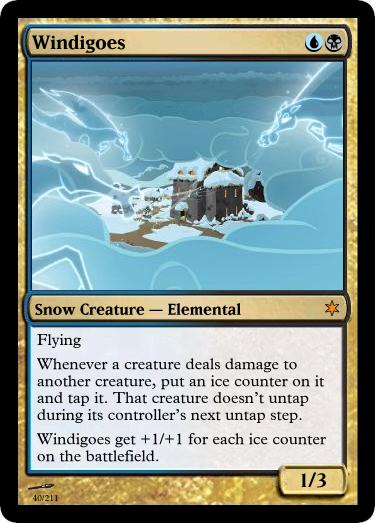 Windigoes
Snow Creature — Elemental
Flying
Whenever a creature deals damage to
another creature, put an ice counter on it
and tap it. That creature doesn't untap
during its controller's next untap step.
Windigoes get +1/+1 for each ice counter
on the battlefield.
1/3
40/211